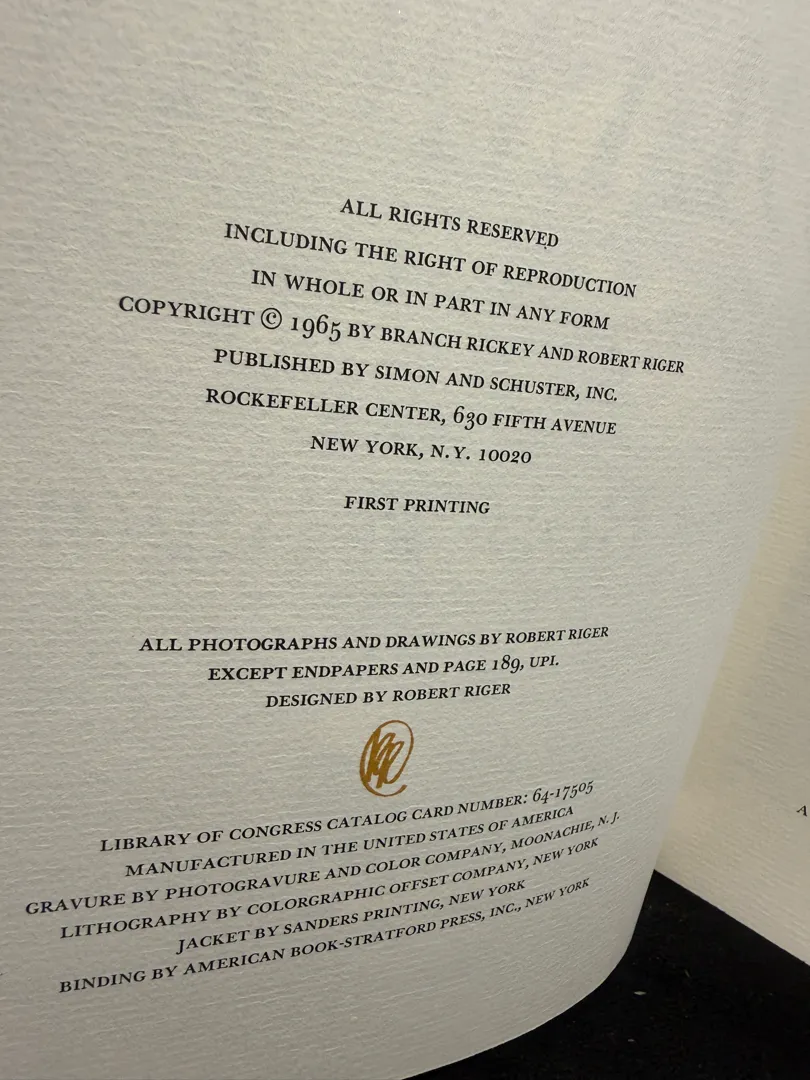 ALL RIGHTS RESERVED
INCLUDING THE RIGHT OF REPRODUCTION
IN WHOLE OR IN PART IN ANY FORM
COPYRIGHT © 1965 BY BRANCH RICKEY AND ROBERT RIGER
PUBLISHED BY SIMON AND SCHUSTER, INC.
ROCKEFELLER CENTER, 630 FIFTH AVENUE
NEW YORK, N.Y. 10020
FIRST PRINTING
ALL PHOTOGRAPHS AND DRAWINGS BY ROBERT RIGER
EXCEPT ENDPAPERS AND PAGE 189, UPI.
DESIGNED BY ROBERT RIGER
LIBRARY OF CONGRESS CATALOG CARD NUMBER: 64-17505
MANUFACTURED IN THE UNITED STATES OF AMERICA
GRAVURE BY PHOTOGRAVURE AND COLOR COMPANY, MOONACHIE, N. J.
LITHOGRAPHY BY COLORGRAPHIC OFFSET COMPANY, NEW YORK
JACKET BY SANDERS PRINTING, NEW YORK
BINDING BY AMERICAN BOOK-STRATFORD PRESS, INC., NEW YORK
A